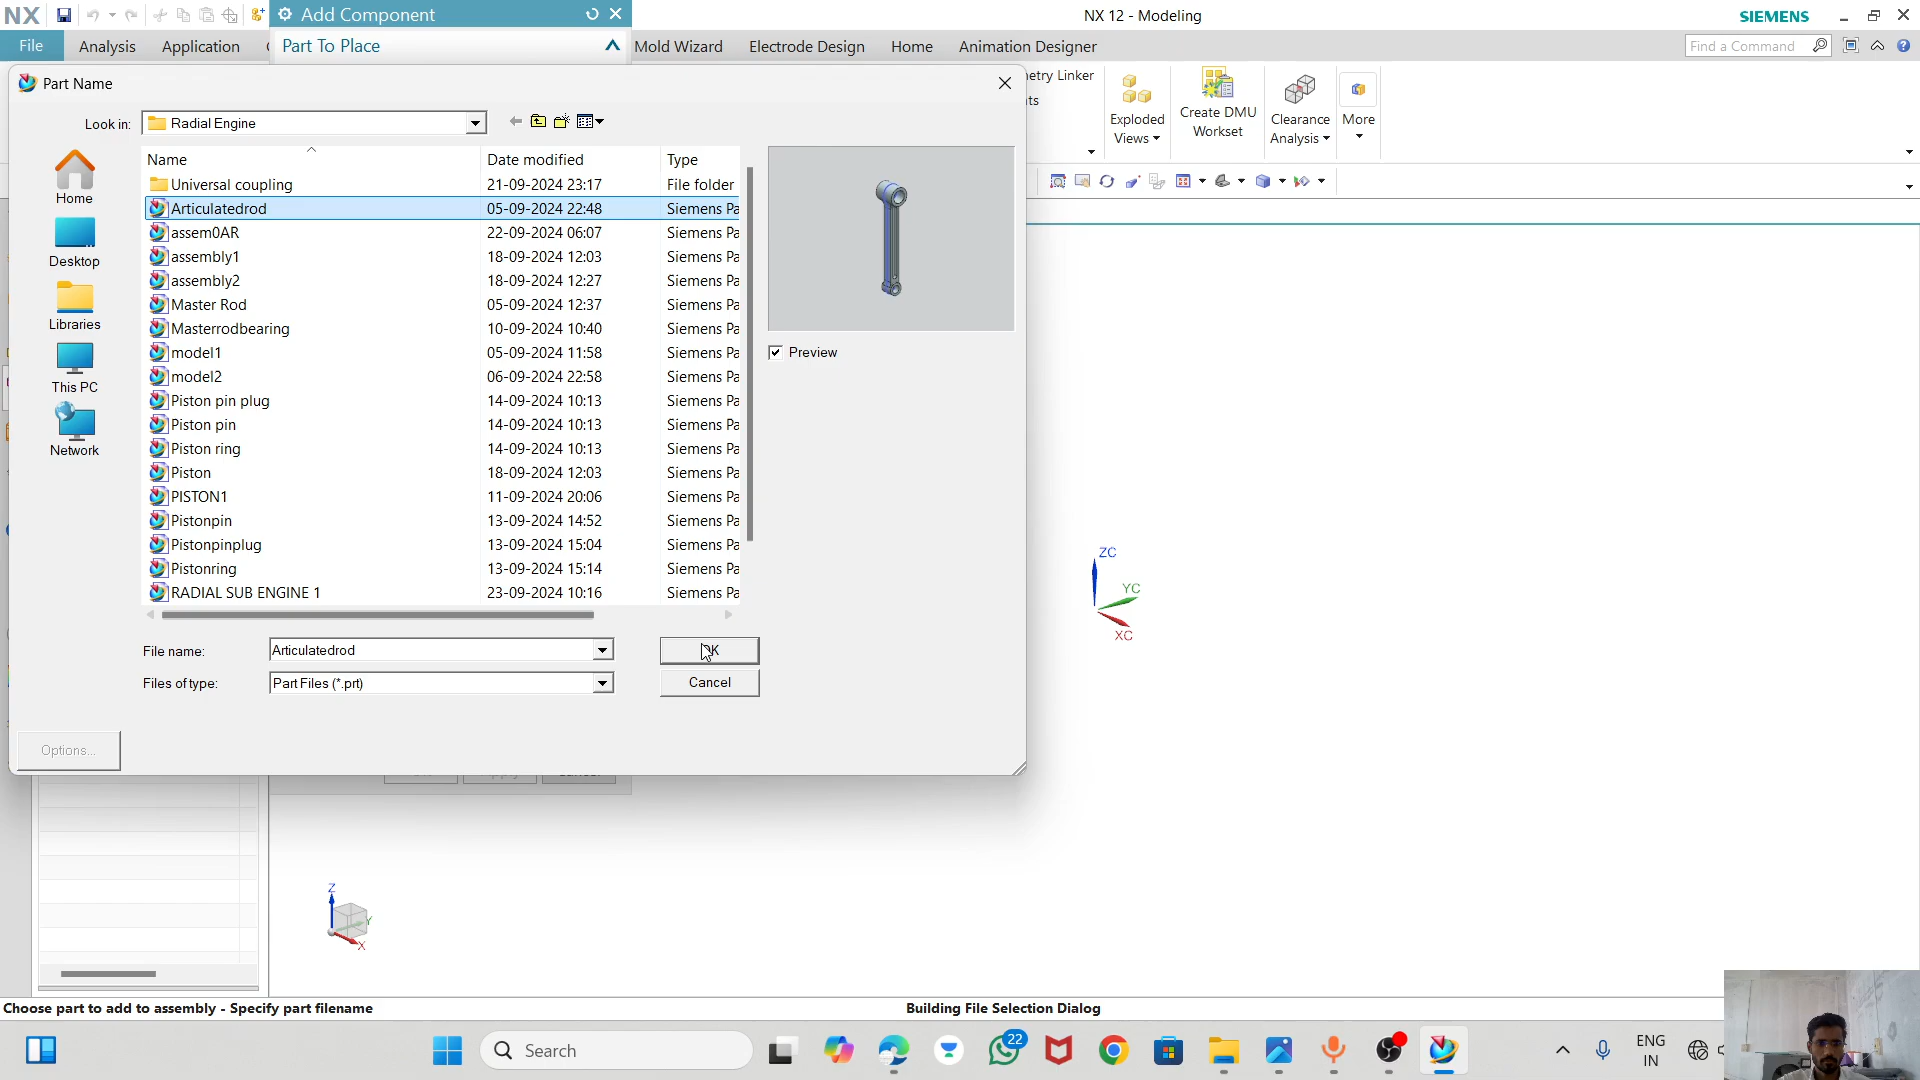 NX
Add Component
NX 12 - Modeling
SIEMENS
File
Analysis
Application
Part To Place
Mold Wizard
Electrode Design
Home
Animation Designer
Find a Command
Part Name
Look in:
Radial Engine
Exploded
Views
Create DMU
Workset
Clearance
Analysis
More
Name
Date modified
Type
Universal coupling 21-09-2024 23:17 File folder
Articulatedrod 05-09-2024 22:48 Siemens Pa
assem0AR 22-09-2024 06:07 Siemens Pa
assembly1 18-09-2024 12:03 Siemens Pa
assembly2 18-09-2024 12:27 Siemens Pa
Master Rod 05-09-2024 12:37 Siemens Pa
Masterrodbearing 10-09-2024 10:40 Siemens Pa
model1 05-09-2024 11:58 Siemens Pa
model2 06-09-2024 22:58 Siemens Pa
Piston pin plug 14-09-2024 10:13 Siemens Pa
Piston pin 14-09-2024 10:13 Siemens Pa
Piston ring 14-09-2024 10:13 Siemens Pa
Piston 18-09-2024 12:03 Siemens Pa
PISTON1 11-09-2024 20:06 Siemens Pa
Pistonpin 13-09-2024 14:52 Siemens Pa
Pistonpinplug 13-09-2024 15:04 Siemens Pa
Pistonring 13-09-2024 15:14 Siemens Pa
RADIAL SUB ENGINE 1 23-09-2024 10:16 Siemens Pa
Home
Desktop
Libraries
This PC
Network
Preview
File name:
Articulatedrod
OK
Files of type:
Part Files (*.prt)
Cancel
Options...
ZC
YC
XC
Z
Y
X
Choose part to add to assembly - Specify part filename
Building File Selection Dialog
Search
22
ENG
IN